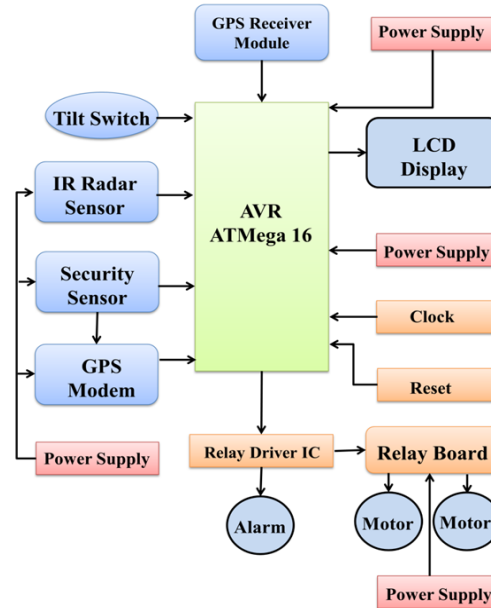 GPS Receiver
Module
Power Supply
Tilt Switch
LCD
Display
IR Radar
Sensor
AVR
ATMega 16
Power Supply
Security
Sensor
Clock
GPS
Modem
Reset
Power Supply
Relay Driver IC
Relay Board
Alarm
Motor
Motor
Power Supply